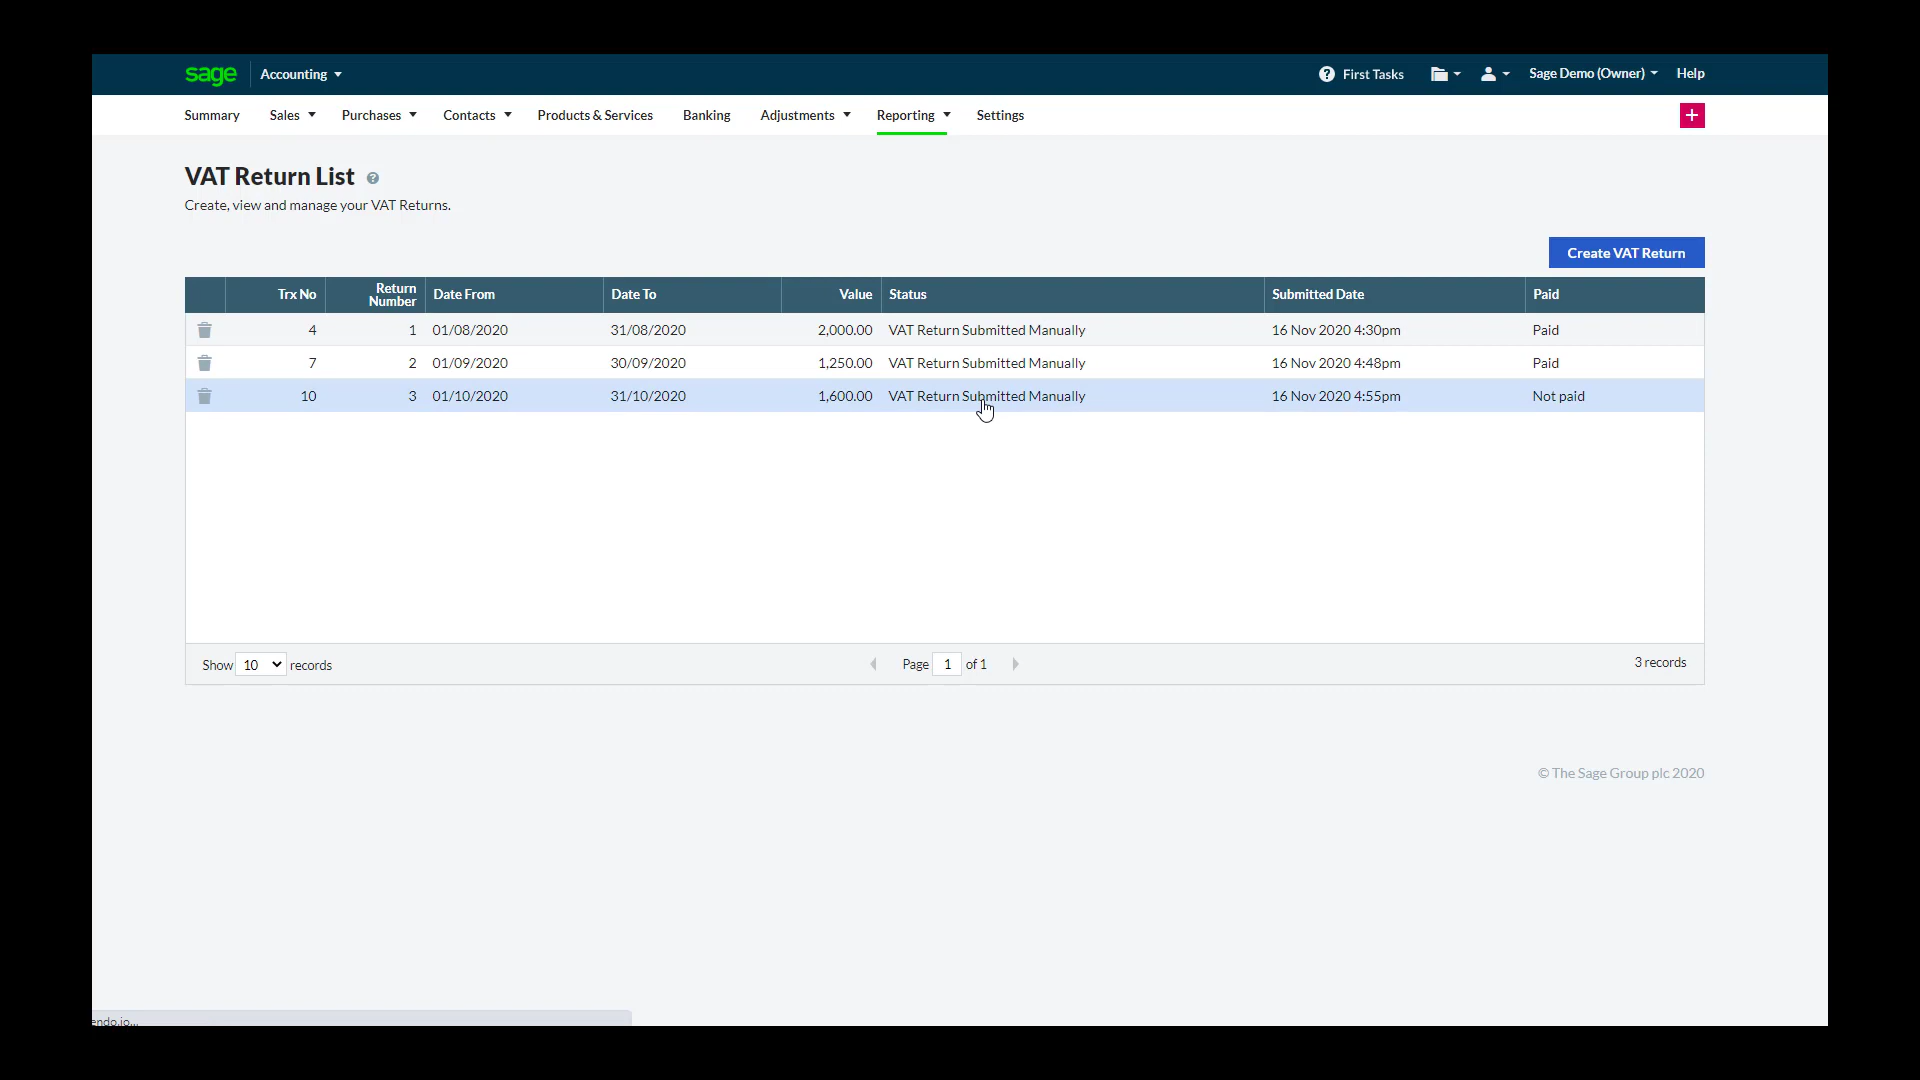 sage Accounting First Tasks Sage Demo (Owner) Help
Summary Sales Purchases Contacts Products & Services Banking Adjustments Reporting Settings +
VAT Return List ?
Create, view and manage your VAT Returns.
Create VAT Return
Trx No Return Number Date From Date To Value Status Submitted Date Paid
4 1 01/08/2020 31/08/2020 2,000.00 VAT Return Submitted Manually 16 Nov 2020 4:30pm Paid
7 2 01/09/2020 30/09/2020 1,250.00 VAT Return Submitted Manually 16 Nov 2020 4:48pm Paid
10 3 01/10/2020 31/10/2020 1,600.00 VAT Return Submitted Manually 16 Nov 2020 4:55pm Not paid
Show 10 records Page 1 of 1 3 records
© The Sage Group plc 2020
endo.io...